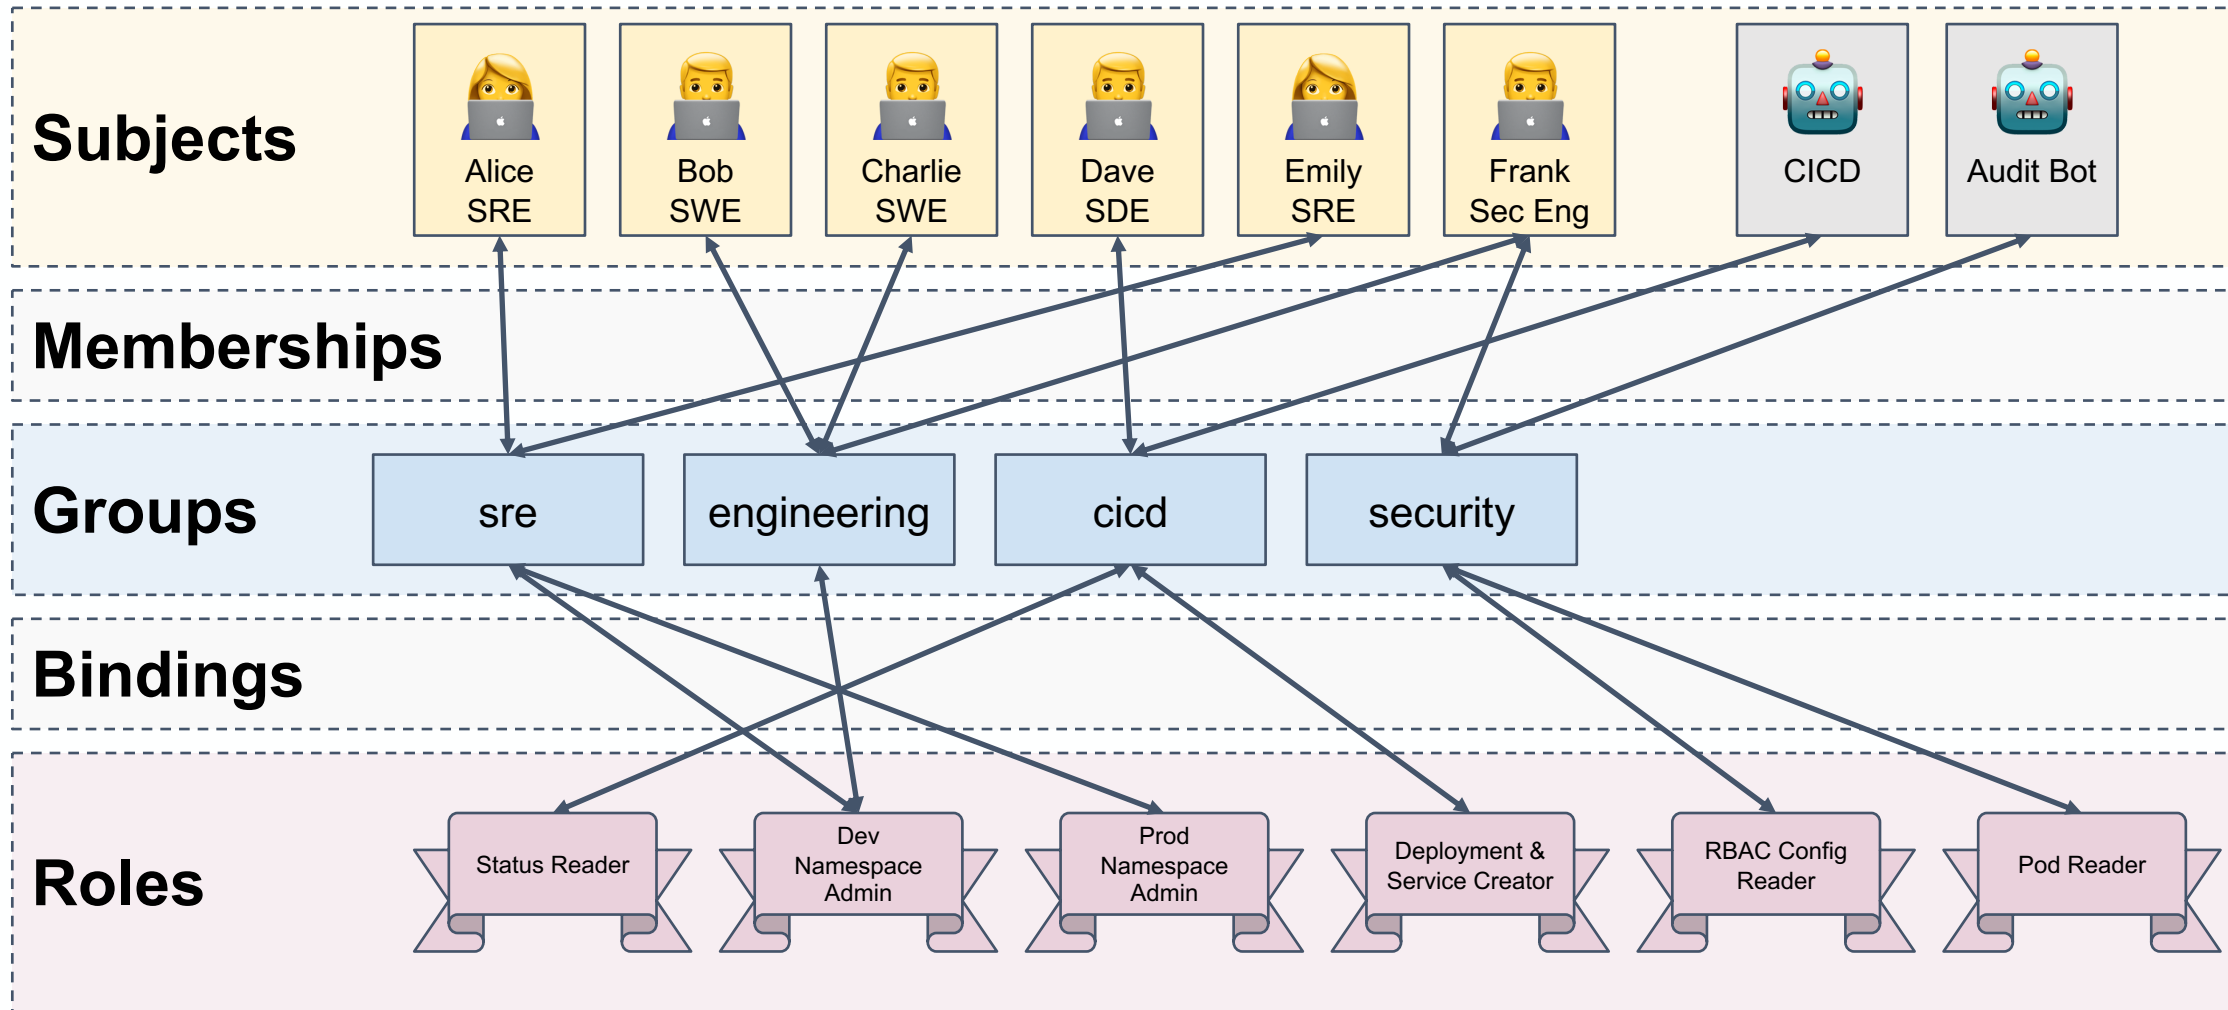 Subjects
Alice
SRE
Bob
SWE
Charlie
SWE
Dave
SDE
Emily
SRE
Frank
Sec Eng
CICD
Audit Bot
Memberships
Groups
sre
engineering
cicd
security
Bindings
Roles
Status Reader
Dev
Namespace
Admin
Prod
Namespace
Admin
Deployment &
Service Creator
RBAC Config
Reader
Pod Reader